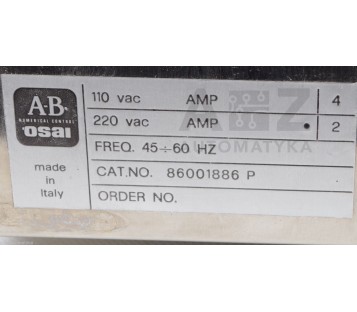 A-B
NUMERICAL CONTROL
osai
made
in
Italy
110 vac AMP 4
220 vac AMP • 2
FREQ. 45÷60 HZ
CAT.NO. 86001886 P
ORDER NO.
AUTOMATYKA